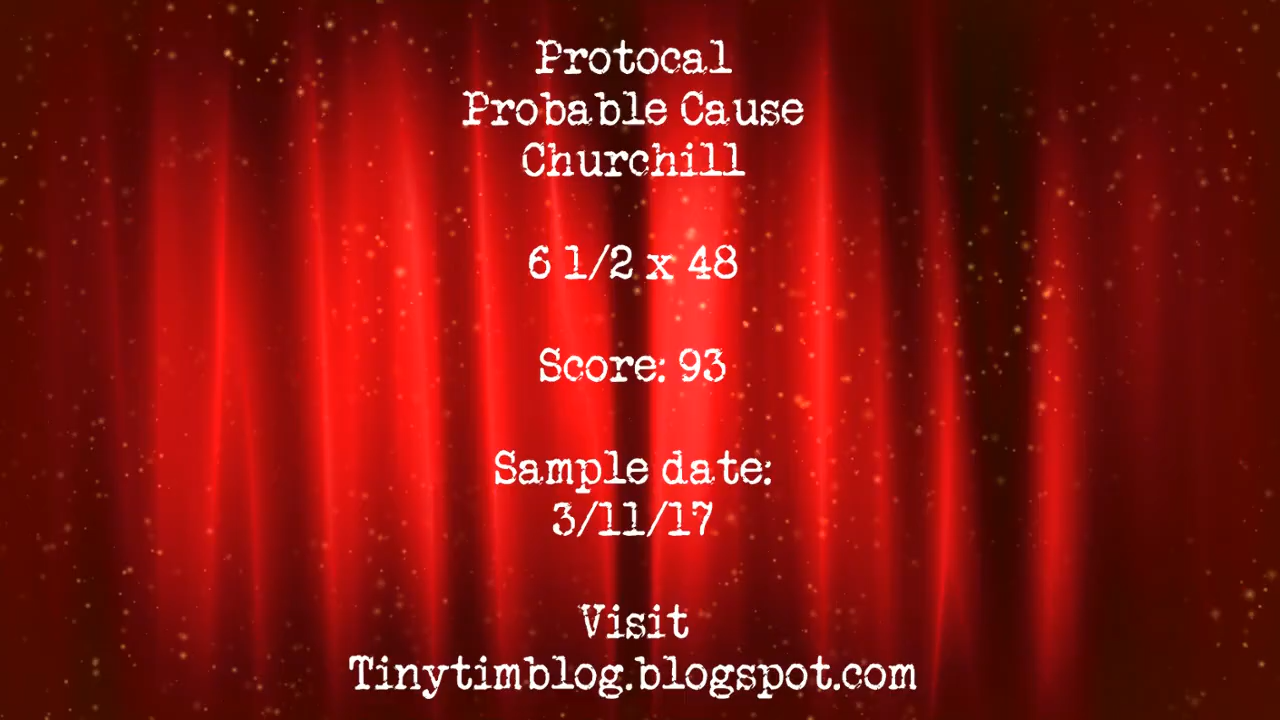 Protocal
Probable Cause
Churchill
6 1/2 x 48
Score: 93
Sample date:
3/11/17
Visit
Tinytimblog.blogspot.com